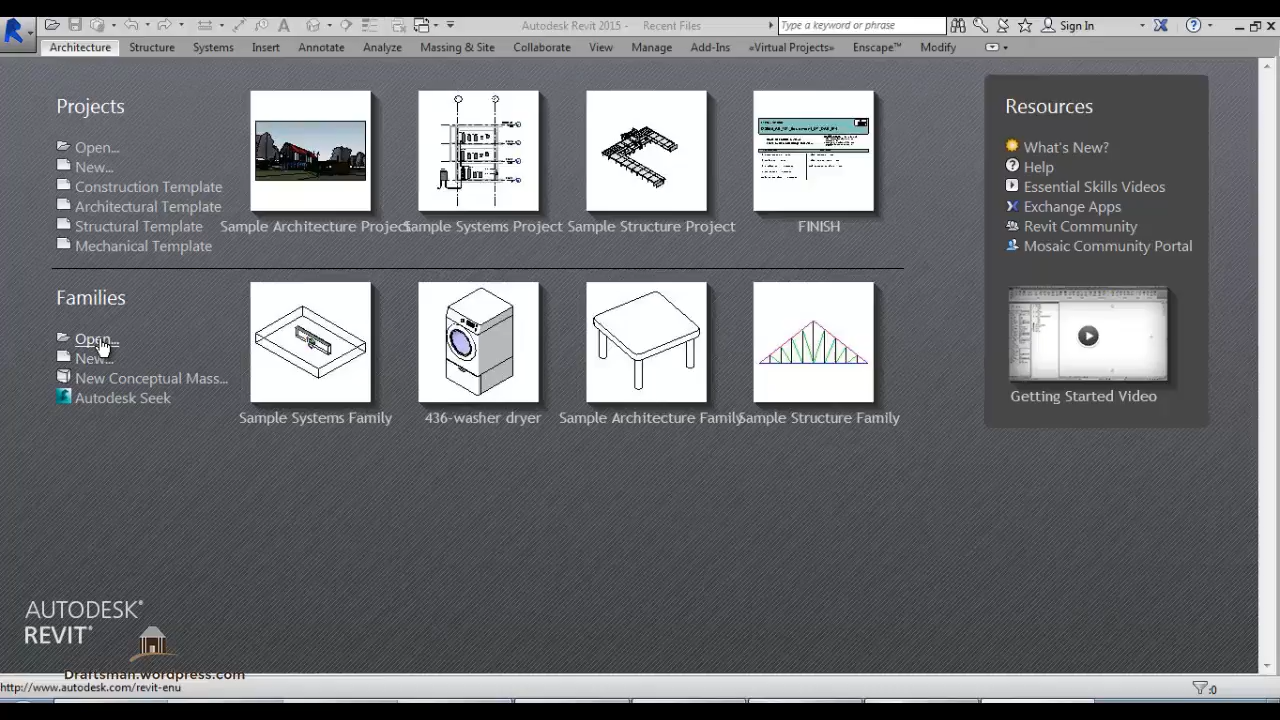 Autodesk Revit 2015 - Recent Files
Type a keyword or phrase
Sign In
Architecture Structure Systems Insert Annotate Analyze Massing & Site Collaborate View Manage Add-Ins «Virtual Projects» Enscape™ Modify
Projects
Open...
New...
Construction Template
Architectural Template
Structural Template
Mechanical Template
Sample Architecture Project
Sample Systems Project
Sample Structure Project
FINISH
Families
Open...
New...
New Conceptual Mass...
Autodesk Seek
Sample Systems Family
436-washer dryer
Sample Architecture Family
Sample Structure Family
Resources
What's New?
Help
Essential Skills Videos
Exchange Apps
Revit Community
Mosaic Community Portal
Getting Started Video
AUTODESK®
REVIT®
Draftsman.wordpress.com
http://www.autodesk.com/revit-enu
:0